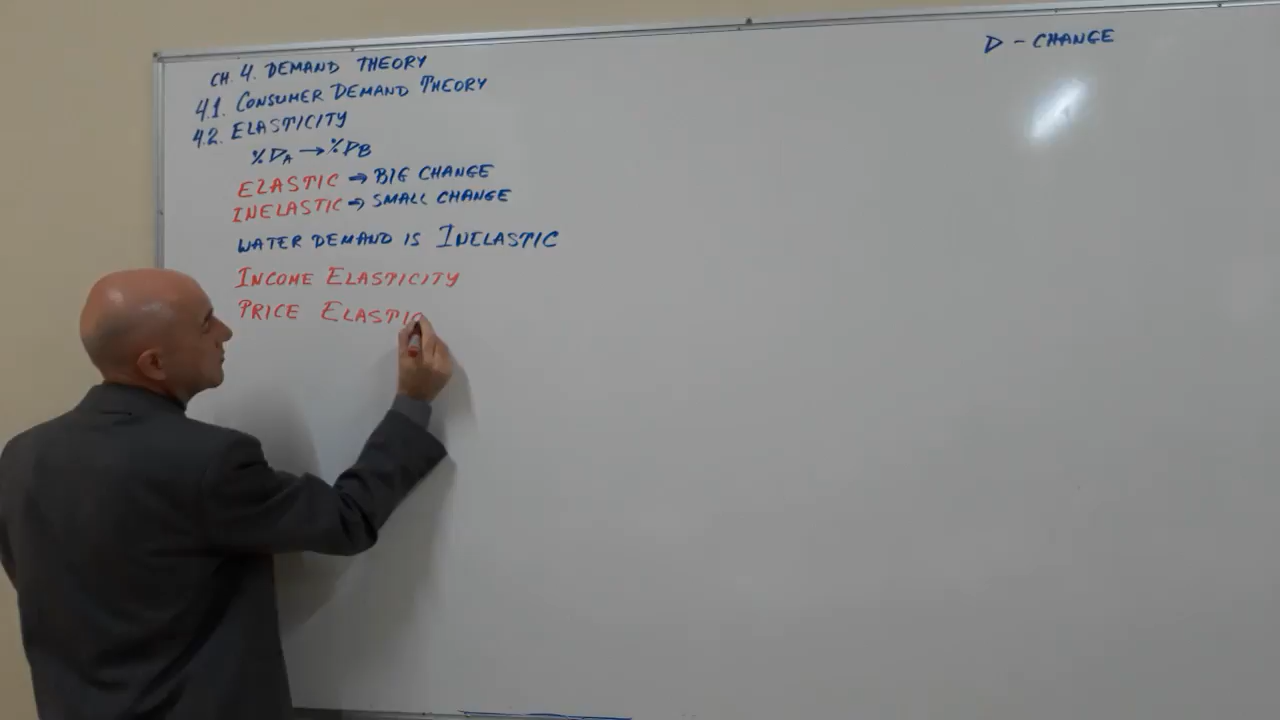 CH. 4. DEMAND THEORY
4.1. CONSUMER DEMAND THEORY
4.2. ELASTICITY
%DA → %DB
ELASTIC ⇒ BIG CHANGE
INELASTIC ⇒ SMALL CHANGE
WATER DEMAND IS INELASTIC
INCOME ELASTICITY
PRICE ELASTIC
D - CHANGE